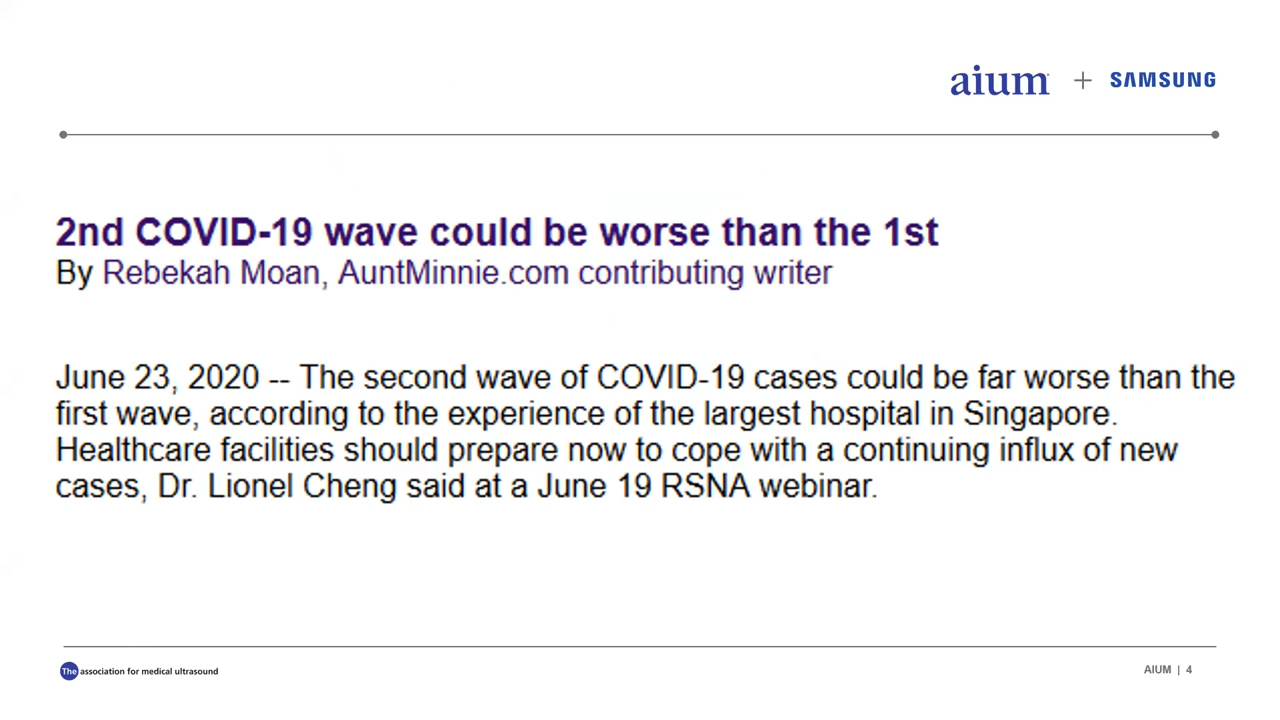 aium + SAMSUNG
2nd COVID-19 wave could be worse than the 1st
By Rebekah Moan, AuntMinnie.com contributing writer
June 23, 2020 -- The second wave of COVID-19 cases could be far worse than the
first wave, according to the experience of the largest hospital in Singapore.
Healthcare facilities should prepare now to cope with a continuing influx of new
cases, Dr. Lionel Cheng said at a June 19 RSNA webinar.
The association for medical ultrasound
AIUM | 4